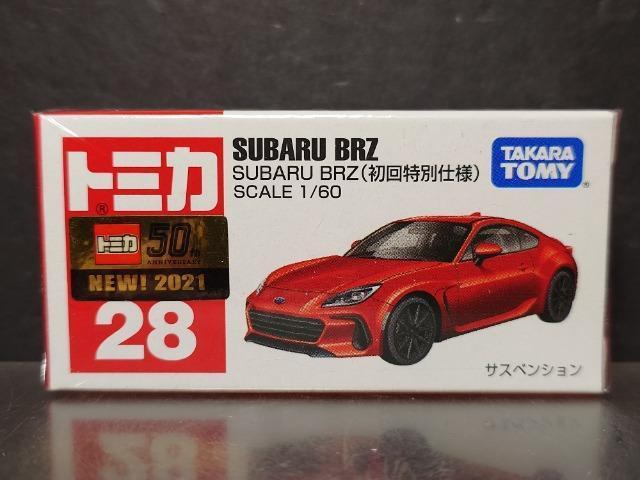 トミカ
®
トミカ 50th
ANNIVERSARY
NEW! 2021
28
SUBARU BRZ
SUBARU BRZ(初回特別仕様)
SCALE 1/60
TAKARA
TOMY
®
サスペンション